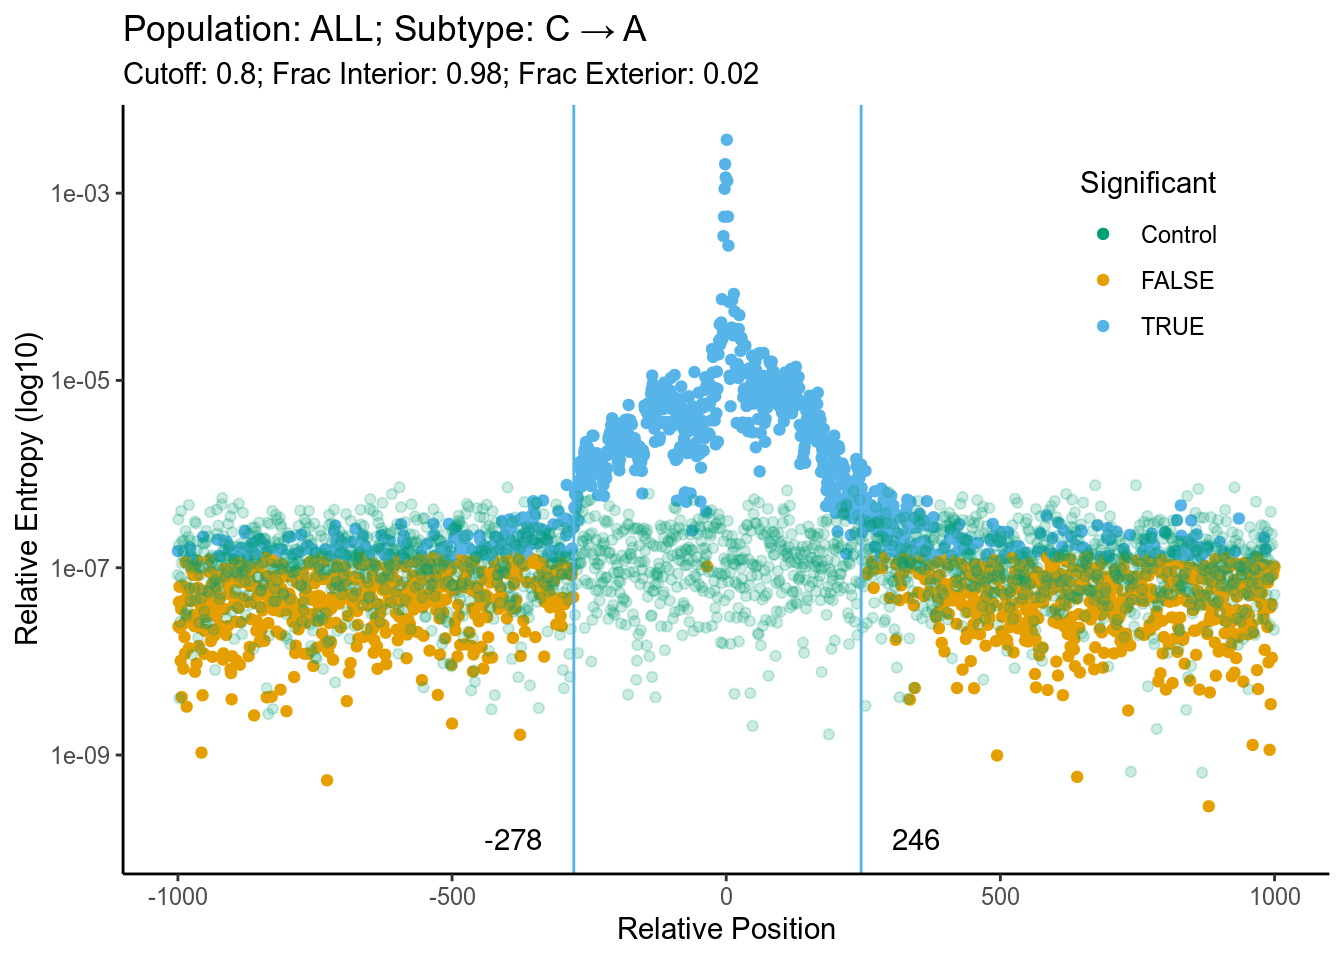 Population: ALL; Subtype: C → A
Cutoff: 0.8; Frac Interior: 0.98; Frac Exterior: 0.02
Relative Entropy (log10)
1e-03
1e-05
1e-07
1e-09
Significant
Control
FALSE
TRUE
-278
246
-1000
-500
0
500
1000
Relative Position